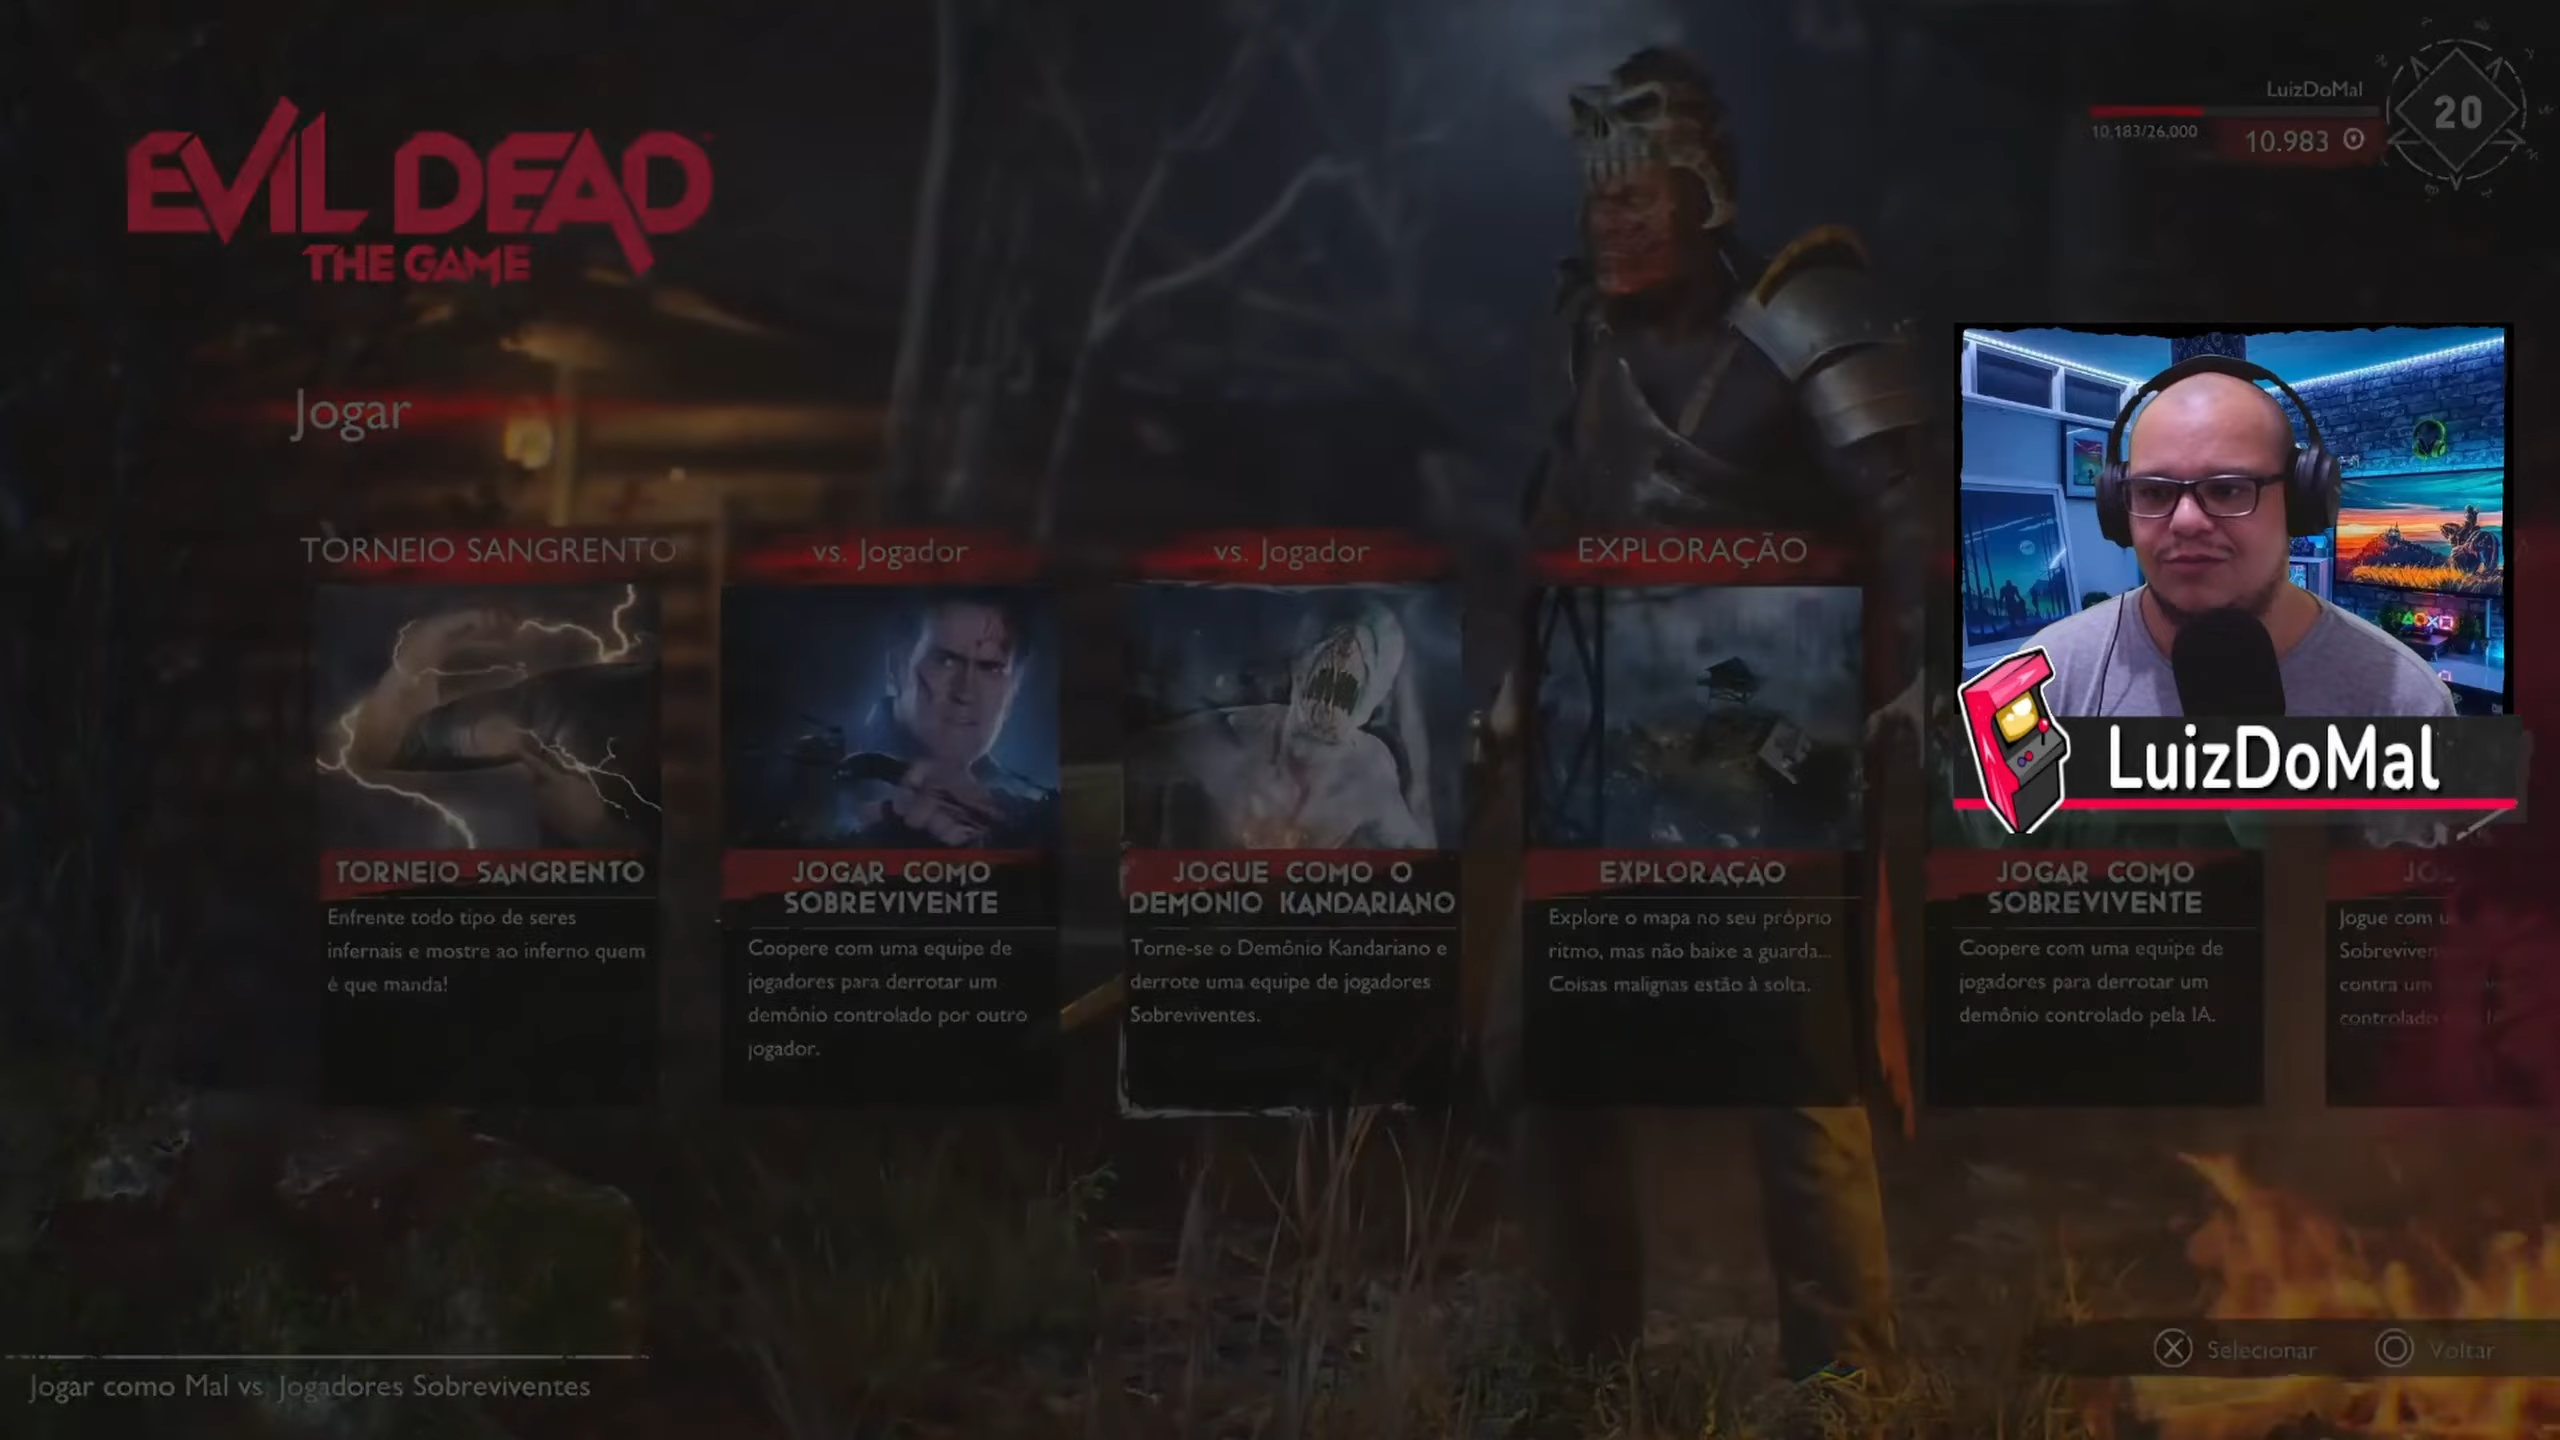 EVIL DEAD
THE GAME
LuizDoMal
10.183/26.000
10.983
20
Jogar
TORNEIO SANGRENTO
vs. Jogador
vs. Jogador
EXPLORAÇÃO
LuizDoMal
TORNEIO SANGRENTO
Enfrente todo tipo de seres
infernais e mostre ao inferno quem
é que manda!
JOGAR COMO
SOBREVIVENTE
Coopere com uma equipe de
jogadores para derrotar um
demônio controlado por outro
jogador.
JOGUE COMO O
DEMÔNIO KANDARIANO
Torne-se o Demônio Kandariano e
derrote uma equipe de jogadores
Sobreviventes.
EXPLORAÇÃO
Explore o mapa no seu próprio
ritmo, mas não baixe a guarda...
Coisas malignas estão à solta.
JOGAR COMO
SOBREVIVENTE
Coopere com uma equipe de
jogadores para derrotar um
demônio controlado pela IA.
Jogue com
contra um
controlado
Selecionar
Voltar
Jogar como Mal vs. Jogadores Sobreviventes